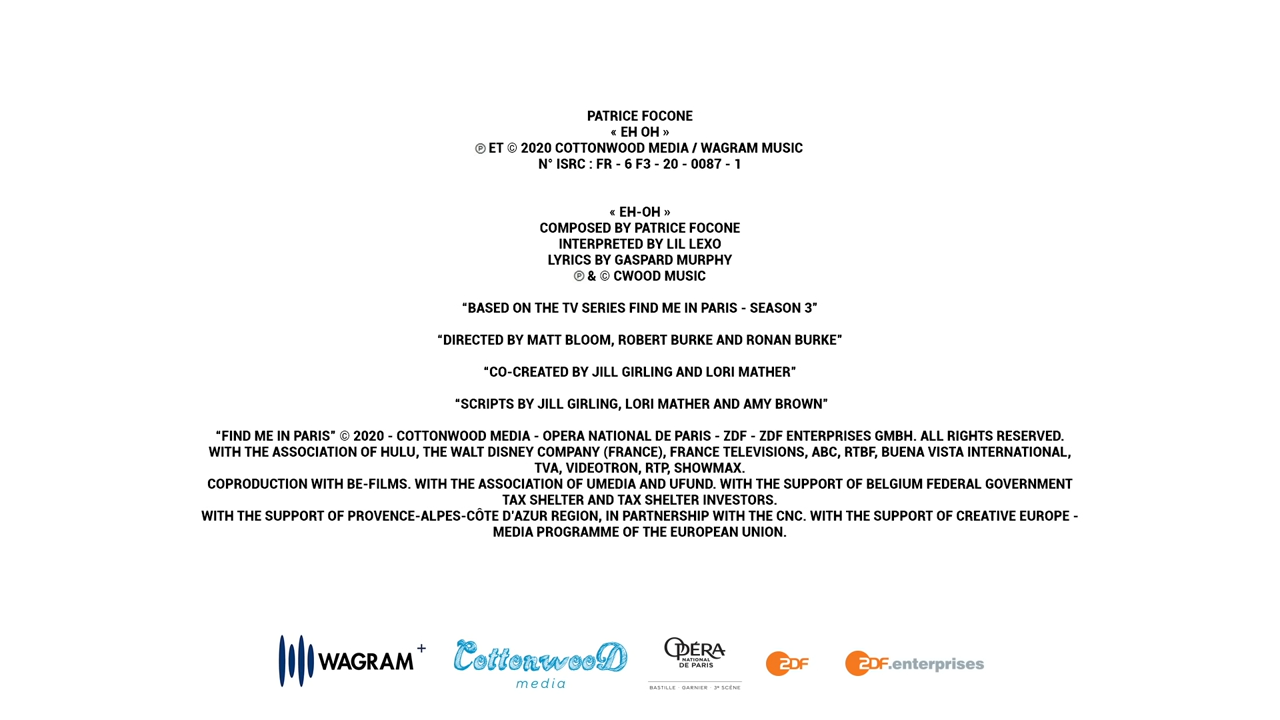 PATRICE FOCONE
« EH OH »
℗ ET © 2020 COTTONWOOD MEDIA / WAGRAM MUSIC
N° ISRC : FR - 6 F3 - 20 - 0087 - 1
« EH-OH »
COMPOSED BY PATRICE FOCONE
INTERPRETED BY LIL LEXO
LYRICS BY GASPARD MURPHY
℗ & © CWOOD MUSIC
“BASED ON THE TV SERIES FIND ME IN PARIS - SEASON 3”
“DIRECTED BY MATT BLOOM, ROBERT BURKE AND RONAN BURKE”
“CO-CREATED BY JILL GIRLING AND LORI MATHER”
“SCRIPTS BY JILL GIRLING, LORI MATHER AND AMY BROWN”
“FIND ME IN PARIS” © 2020 - COTTONWOOD MEDIA - OPERA NATIONAL DE PARIS - ZDF - ZDF ENTERPRISES GMBH. ALL RIGHTS RESERVED.
WITH THE ASSOCIATION OF HULU, THE WALT DISNEY COMPANY (FRANCE), FRANCE TELEVISIONS, ABC, RTBF, BUENA VISTA INTERNATIONAL,
TVA, VIDEOTRON, RTP, SHOWMAX.
COPRODUCTION WITH BE-FILMS. WITH THE ASSOCIATION OF UMEDIA AND UFUND. WITH THE SUPPORT OF BELGIUM FEDERAL GOVERNMENT
TAX SHELTER AND TAX SHELTER INVESTORS.
WITH THE SUPPORT OF PROVENCE-ALPES-CÔTE D'AZUR REGION, IN PARTNERSHIP WITH THE CNC. WITH THE SUPPORT OF CREATIVE EUROPE -
MEDIA PROGRAMME OF THE EUROPEAN UNION.
WAGRAM+
CottonwooD
media
OPÉRA
NATIONAL
DE PARIS
BASTILLE · GARNIER · 3e SCÈNE
ZDF
ZDF.enterprises